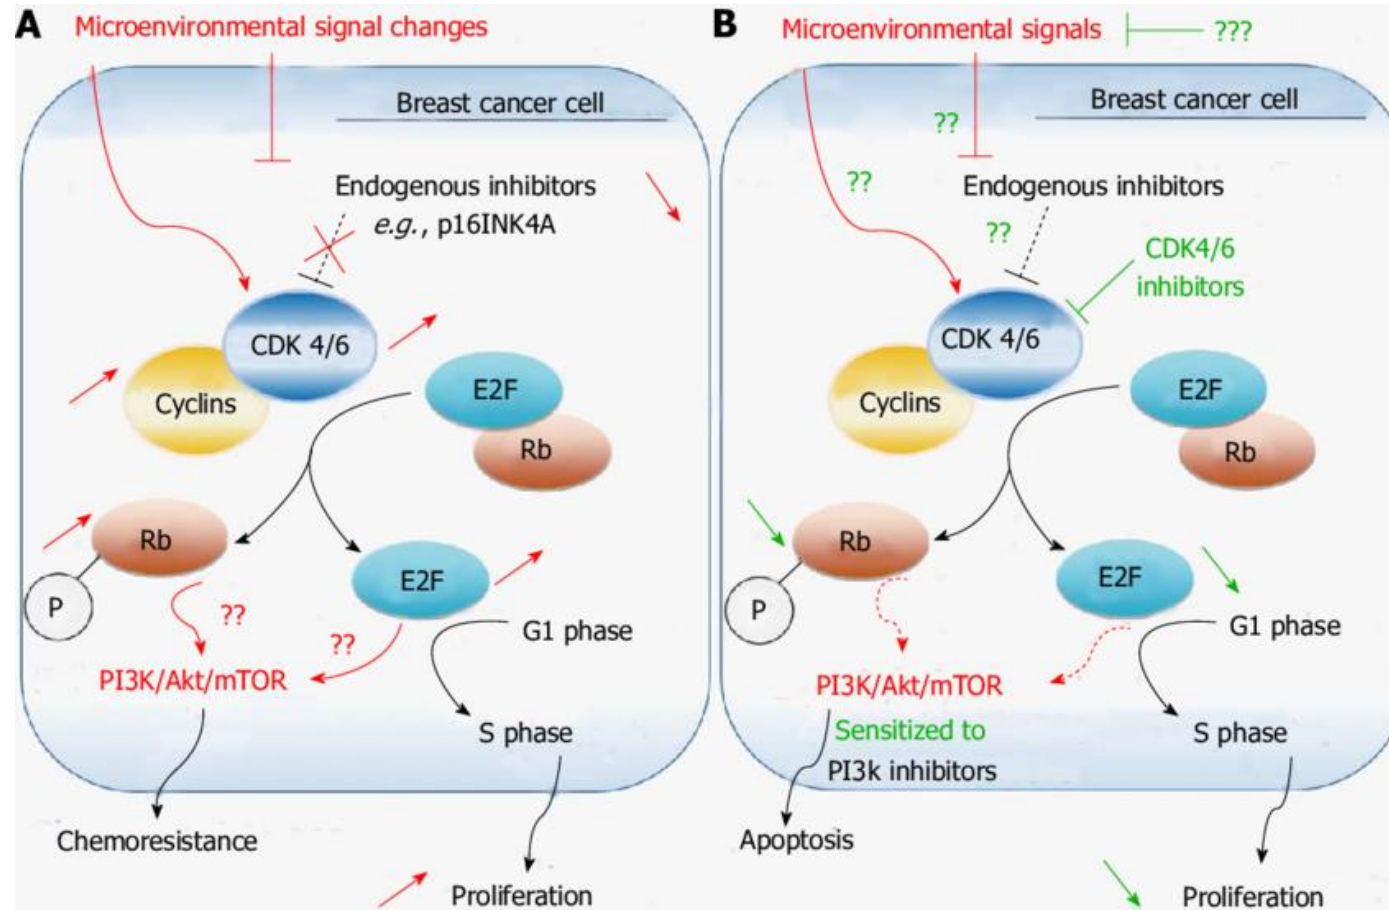 A
Microenvironmental signal changes
Breast cancer cell
Endogenous inhibitors
e.g., p16INK4A
CDK 4/6
Cyclins
E2F
Rb
Rb
P
E2F
??
??
G1 phase
PI3K/Akt/mTOR
S phase
Chemoresistance
Proliferation
B
Microenvironmental signals
???
Breast cancer cell
??
??
Endogenous inhibitors
??
CDK4/6
inhibitors
CDK 4/6
Cyclins
E2F
Rb
Rb
P
E2F
G1 phase
PI3K/Akt/mTOR
Sensitized to
PI3k inhibitors
S phase
Apoptosis
Proliferation